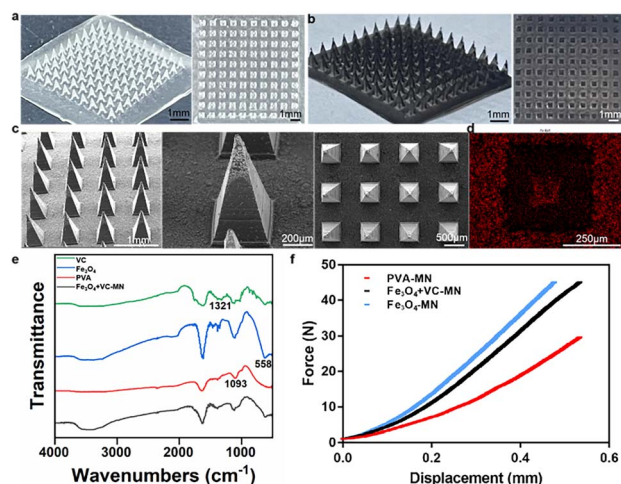 a
1mm
1mm
b
1mm
1mm
c
1mm
200μm
500μm
d
250μm
e
VC
Fe₃O₄
PVA
Fe₃O₄+VC-MN
1321
558
1093
Transmittance
4000 3000 2000 1000
Wavenumbers (cm⁻¹)
f
PVA-MN
Fe₃O₄+VC-MN
Fe₃O₄-MN
Force (N)
50
40
30
20
10
0
0.0 0.2 0.4 0.6
Displacement (mm)